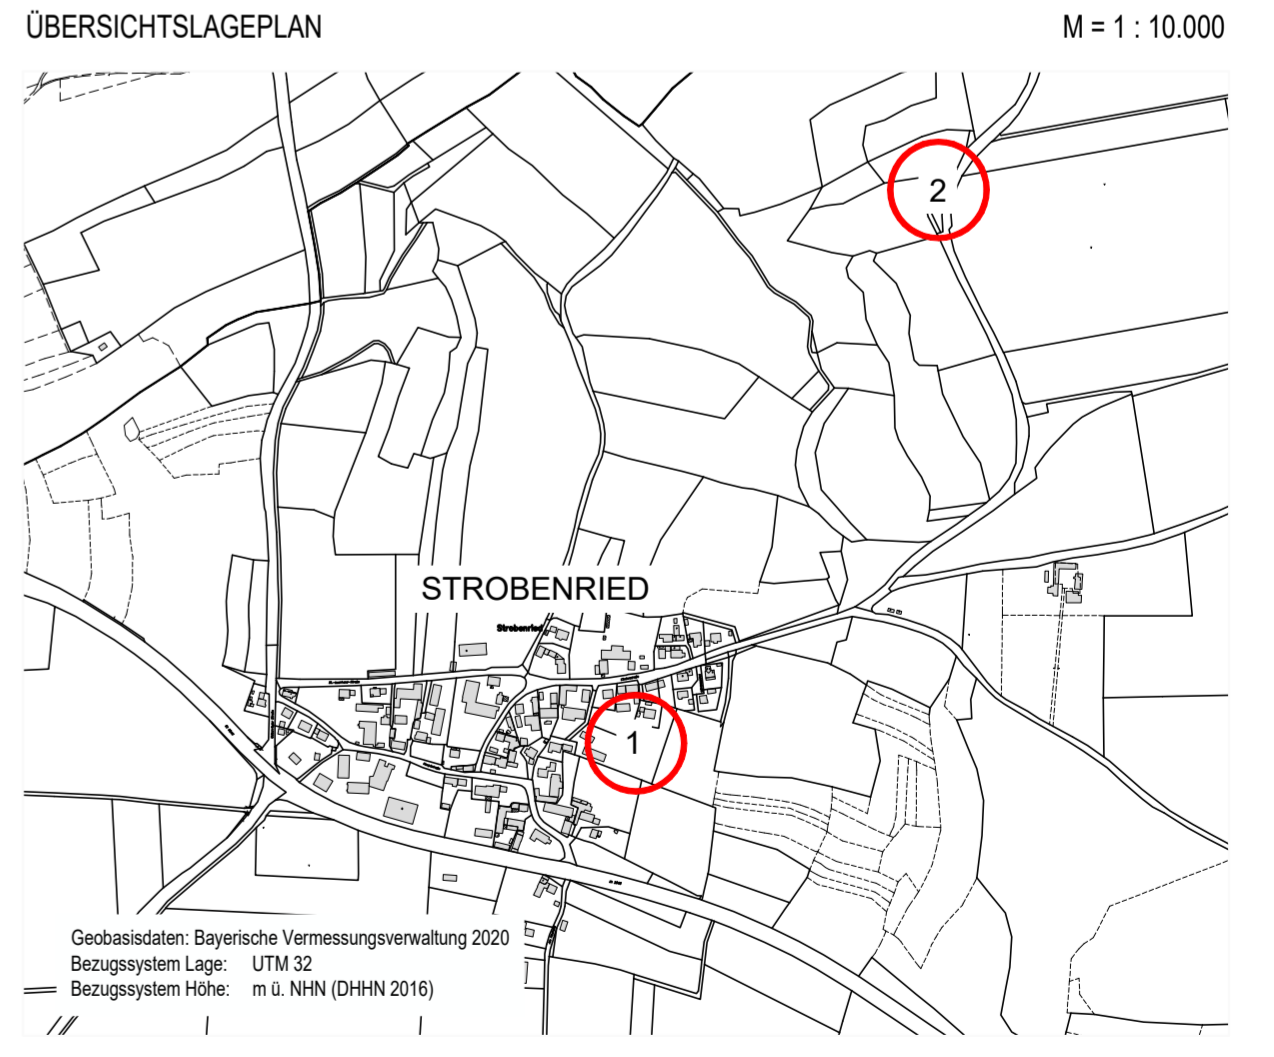 ÜBERSICHTSLAGEPLAN
M = 1 : 10.000
2
STROBENRIED
Strobenried
1
Geobasisdaten: Bayerische Vermessungsverwaltung 2020
Bezugssystem Lage: UTM 32
Bezugssystem Höhe: m ü. NHN (DHHN 2016)